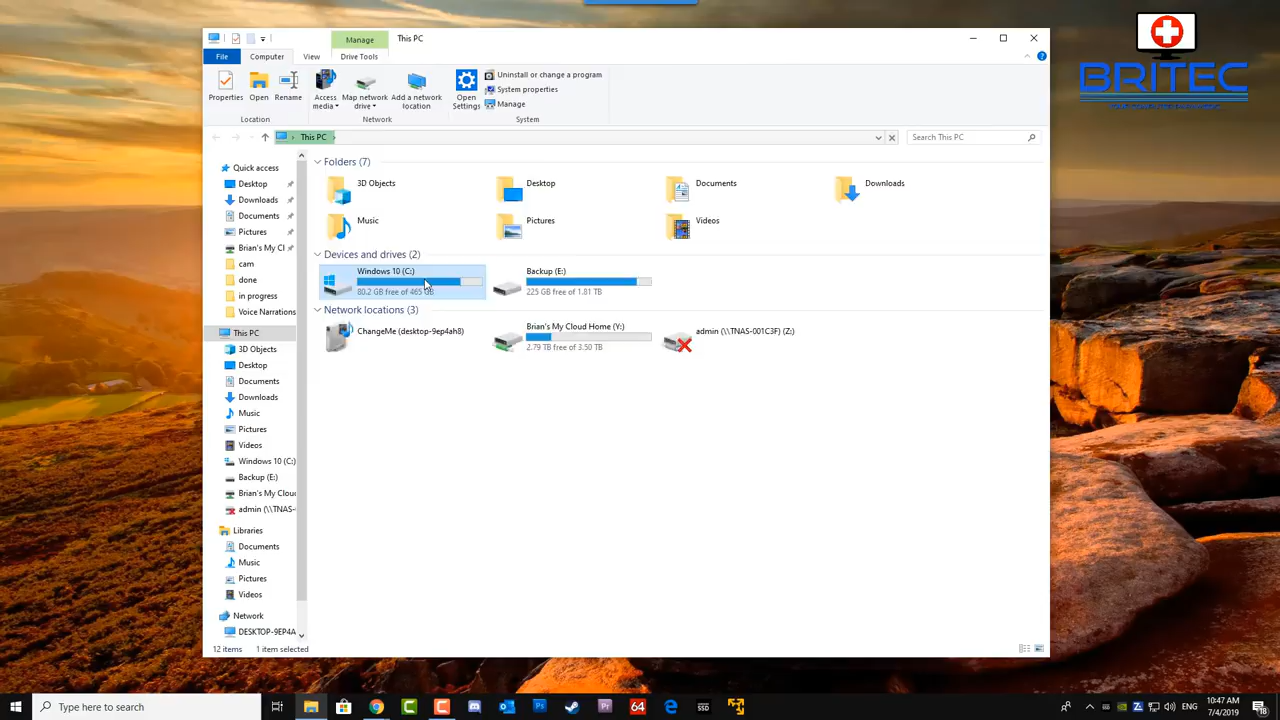 Manage
This PC
File
Computer
View
Drive Tools
Properties
Open
Rename
Access media
Map network drive
Add a network location
Open Settings
Uninstall or change a program
System properties
Manage
Location
Network
System
This PC
Search This PC
Quick access
Desktop
Downloads
Documents
Pictures
Brian's My Cl
cam
done
in progress
Voice Narrations
This PC
3D Objects
Desktop
Documents
Downloads
Music
Pictures
Videos
Windows 10 (C:)
Backup (E:)
Brian's My Cloud
admin (\\TNAS-
Libraries
Documents
Music
Pictures
Videos
Network
DESKTOP-9EP4A
Folders (7)
3D Objects
Desktop
Documents
Downloads
Music
Pictures
Videos
Devices and drives (2)
Windows 10 (C:)
80.2 GB free of 465 GB
Backup (E:)
225 GB free of 1.81 TB
Network locations (3)
ChangeMe (desktop-9ep4ah8)
Brian's My Cloud Home (Y:)
2.79 TB free of 3.50 TB
admin (\\TNAS-001C3F) (Z:)
12 items
1 item selected
BRITEC
Type here to search
64
SSD
ENG
10:47 AM
7/4/2019
18